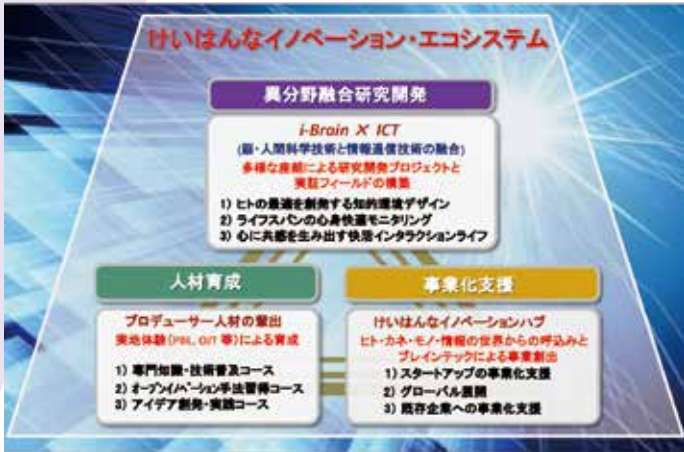 けいはんなイノベーション・エコシステム
異分野融合研究開発
i-Brain × ICT
(脳・人間科学技術と情報通信技術の融合)
多様な産組による研究開発プロジェクトと
実証フィールドの構築
1) ヒトの最適を創発する知的環境デザイン
2) ライフスパンの心身快適モニタリング
3) 心に共感を生み出す快活インタラクションライフ
人材育成
プロデューサー人材の輩出
実地体験(PBL, OJT 等)による育成
1) 専門知識・技術普及コース
2) オープンイノベーション手法習得コース
3) アイデア創発・実践コース
事業化支援
けいはんなイノベーションハブ
ヒト・カネ・モノ・情報の世界からの呼込みと
ブレインテックによる事業創出
1) スタートアップの事業化支援
2) グローバル展開
3) 既存企業への事業化支援